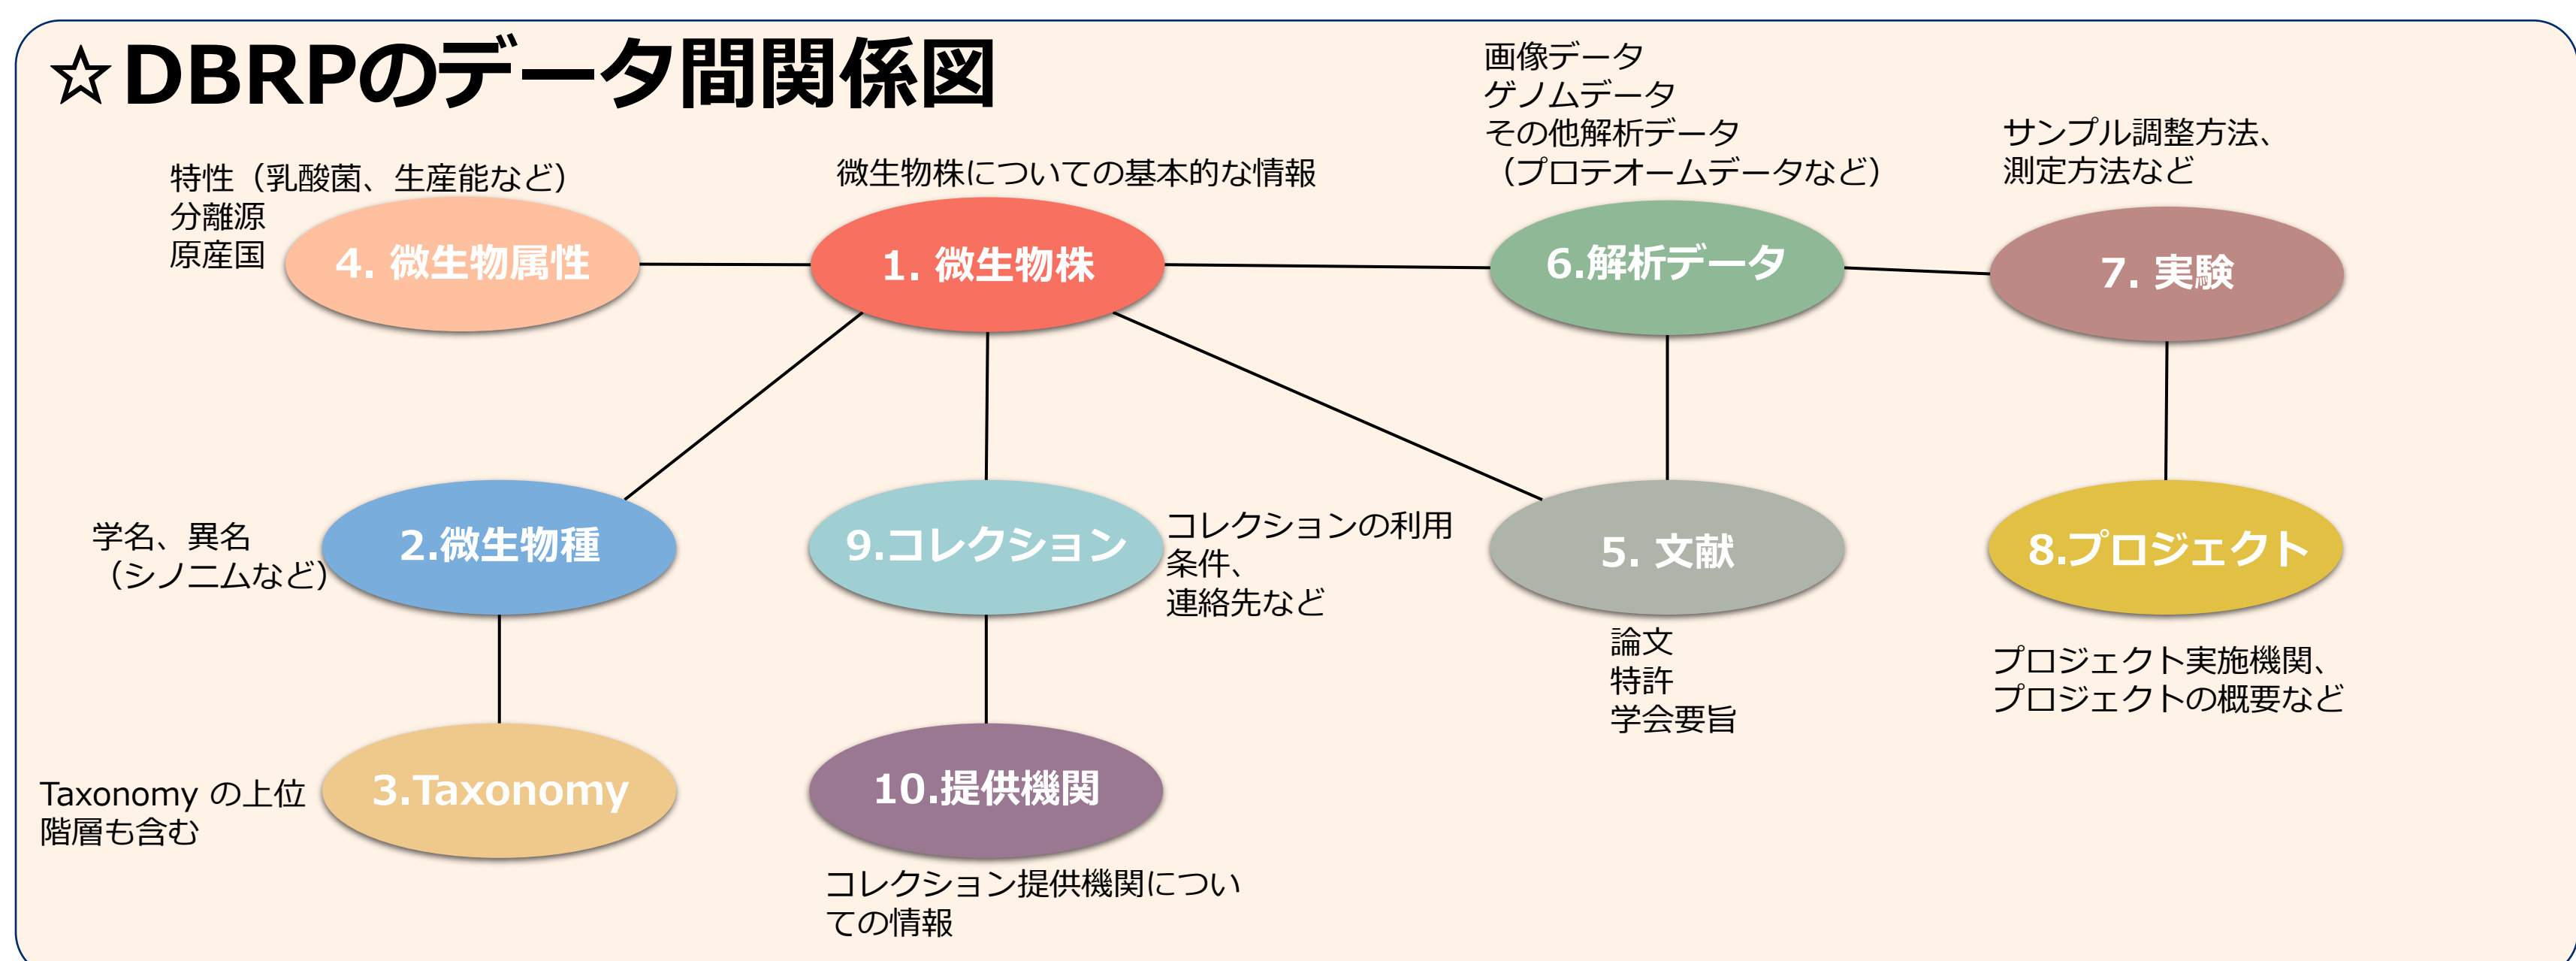 ☆DBRPのデータ間関係図
特性（乳酸菌、生産能など）
分離源
原産国
4. 微生物属性
微生物株についての基本的な情報
1. 微生物株
画像データ
ゲノムデータ
その他解析データ
（プロテオームデータなど）
6.解析データ
サンプル調整方法、
測定方法など
7. 実験
学名、異名
（シノニムなど）
2.微生物種
9.コレクション
コレクションの利用
条件、
連絡先など
5. 文献
論文
特許
学会要旨
8.プロジェクト
プロジェクト実施機関、
プロジェクトの概要など
Taxonomy の上位
階層も含む
3.Taxonomy
10.提供機関
コレクション提供機関につい
ての情報